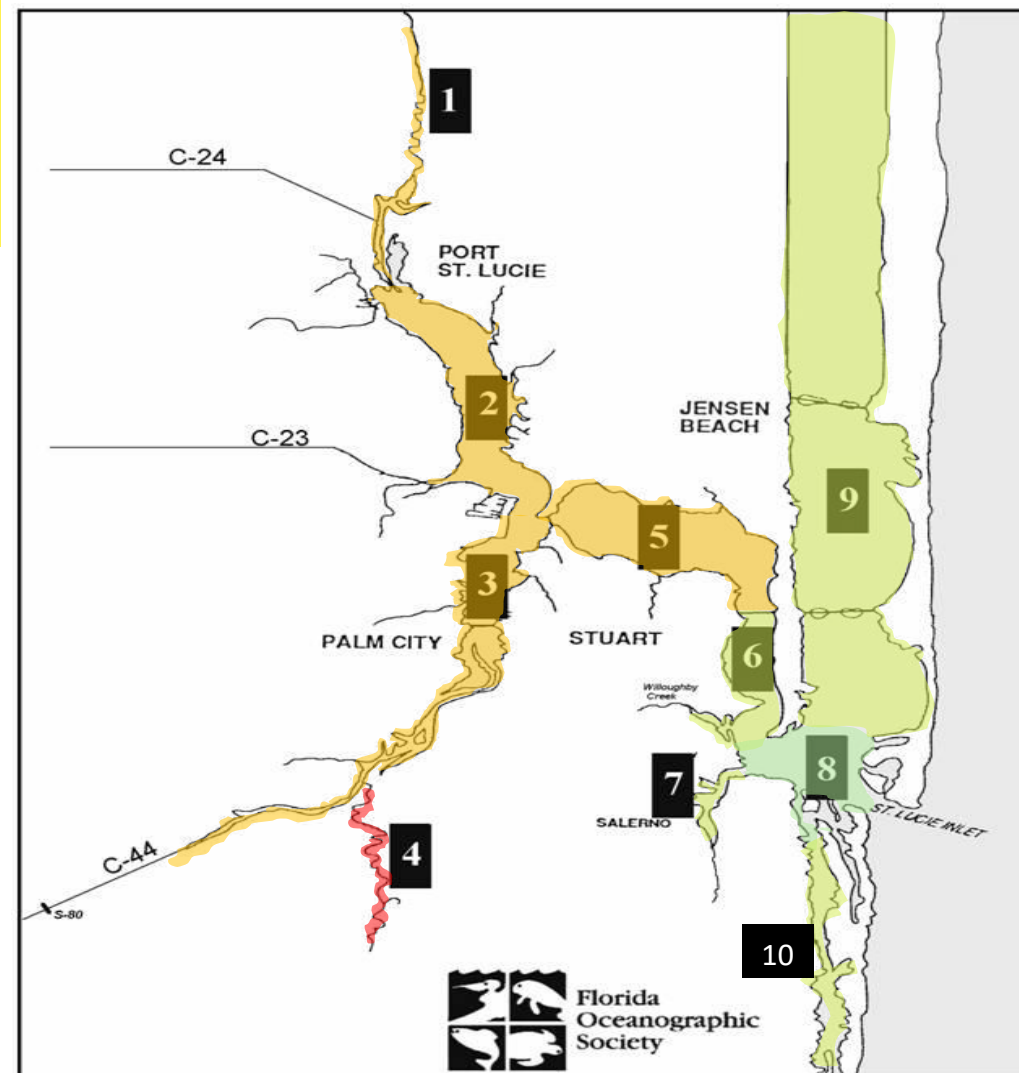 1
C-24
PORT
ST. LUCIE
2
JENSEN
BEACH
C-23
9
5
3
PALM CITY
STUART
6
Willoughby
Creek
7
8
SALERNO
ST. LUCIE INLET
C-44
4
S-80
10
Florida
Oceanographic
Society